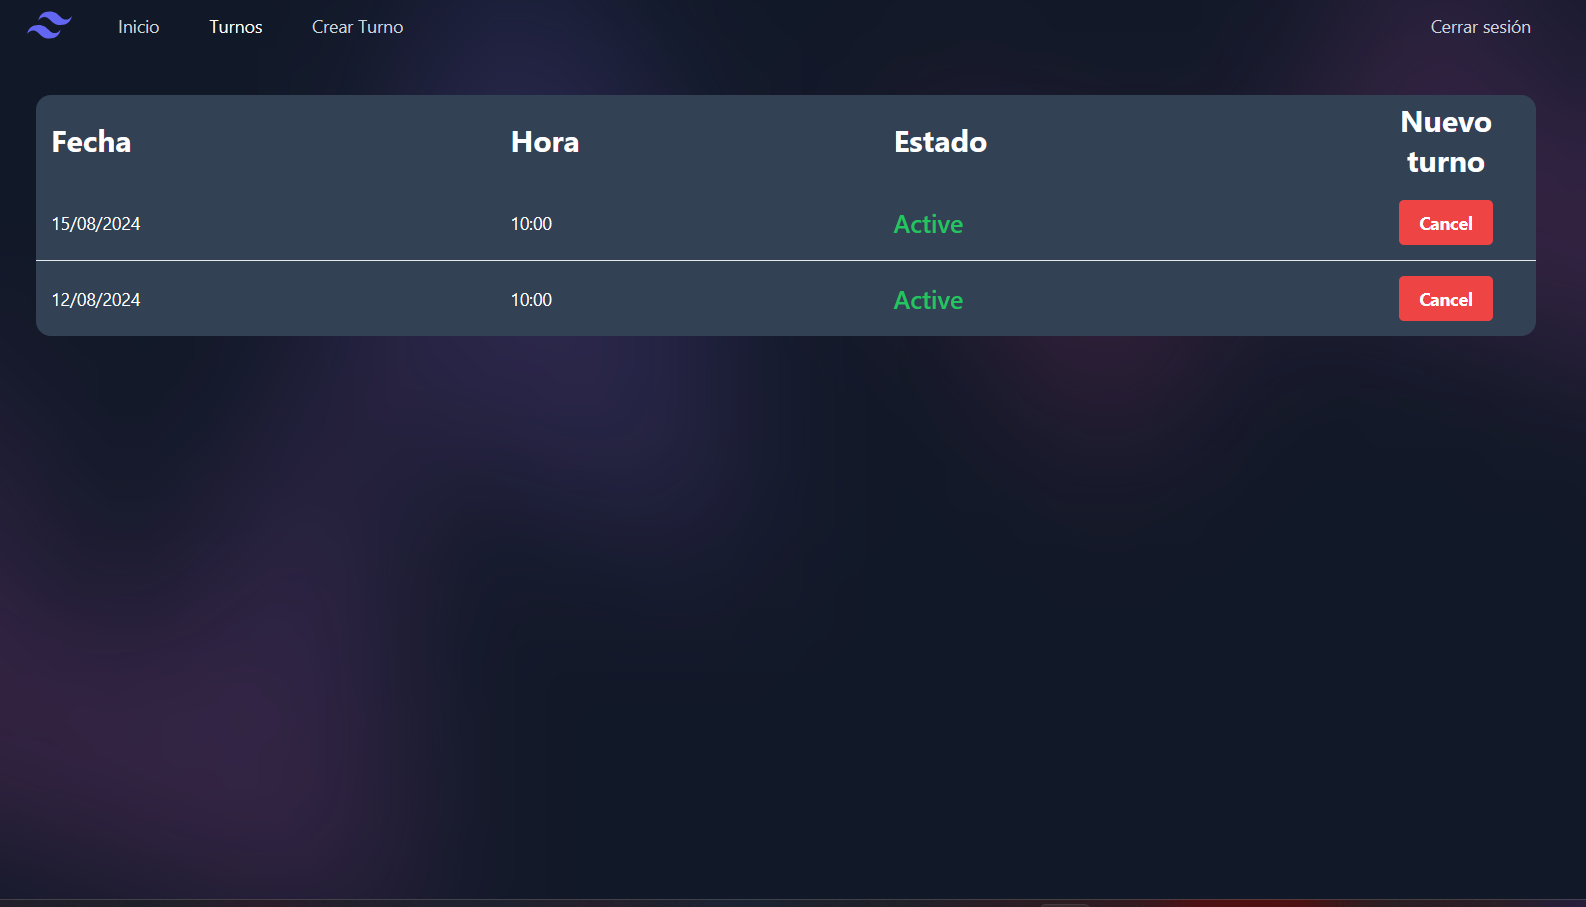 Inicio Turnos Crear Turno Cerrar sesión
Fecha Hora Estado Nuevo
turno
15/08/2024 10:00 Active Cancel
12/08/2024 10:00 Active Cancel